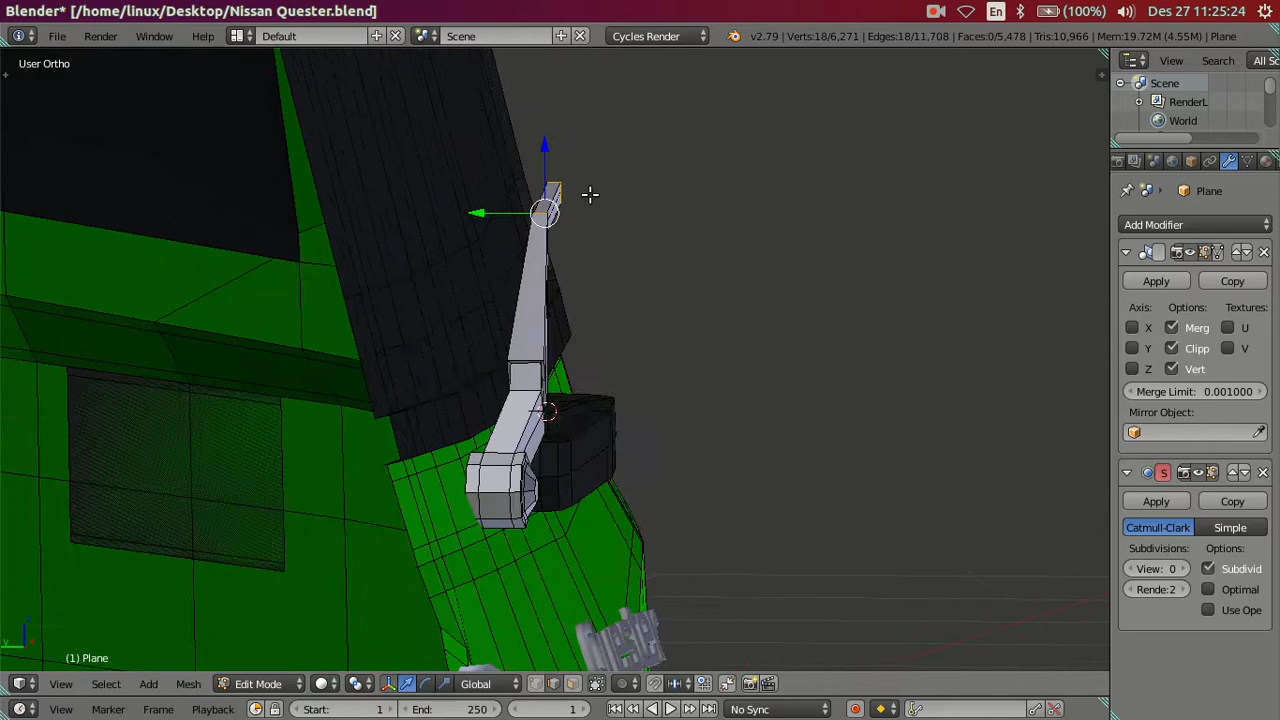 Blender* [/home/linux/Desktop/Nissan Quester.blend]
En
(100%)
Des 27 11:25:24
File
Render
Window
Help
Default
Scene
Cycles Render
v2.79 | Verts:18/6,271 | Edges:18/11,708 | Faces:0/5,478 | Tris:10,966 | Mem:19.72M (4.55M) | Plane
User Ortho
View
Search
All Sc
Scene
RenderL
World
Plane
Add Modifier
Apply
Copy
Axis:
Options:
Textures:
X
Merg
U
Y
Clipp
V
Z
Vert
Merge Limit: 0.001000
Mirror Object:
S
Apply
Copy
Catmull-Clark
Simple
Subdivisions:
Options:
View: 0
Subdivid
Rende:2
Optimal
Use Ope
z
y
x
(1) Plane
View
Select
Add
Mesh
Edit Mode
Global
View
Marker
Frame
Playback
Start: 1
End: 250
1
No Sync